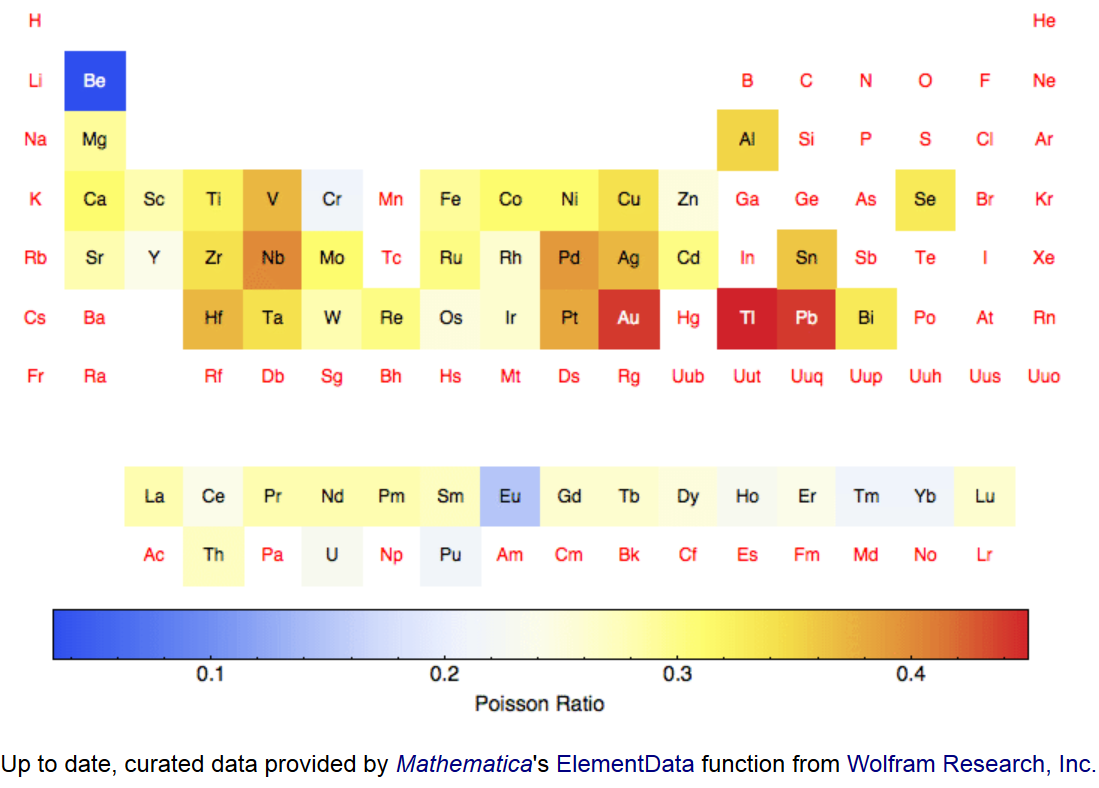 H He
Li Be B C N O F Ne
Na Mg Al Si P S Cl Ar
K Ca Sc Ti V Cr Mn Fe Co Ni Cu Zn Ga Ge As Se Br Kr
Rb Sr Y Zr Nb Mo Tc Ru Rh Pd Ag Cd In Sn Sb Te I Xe
Cs Ba Hf Ta W Re Os Ir Pt Au Hg Tl Pb Bi Po At Rn
Fr Ra Rf Db Sg Bh Hs Mt Ds Rg Uub Uut Uuq Uup Uuh Uus Uuo
La Ce Pr Nd Pm Sm Eu Gd Tb Dy Ho Er Tm Yb Lu
Ac Th Pa U Np Pu Am Cm Bk Cf Es Fm Md No Lr
0.1 0.2 0.3 0.4
Poisson Ratio
Up to date, curated data provided by Mathematica's ElementData function from Wolfram Research, Inc.